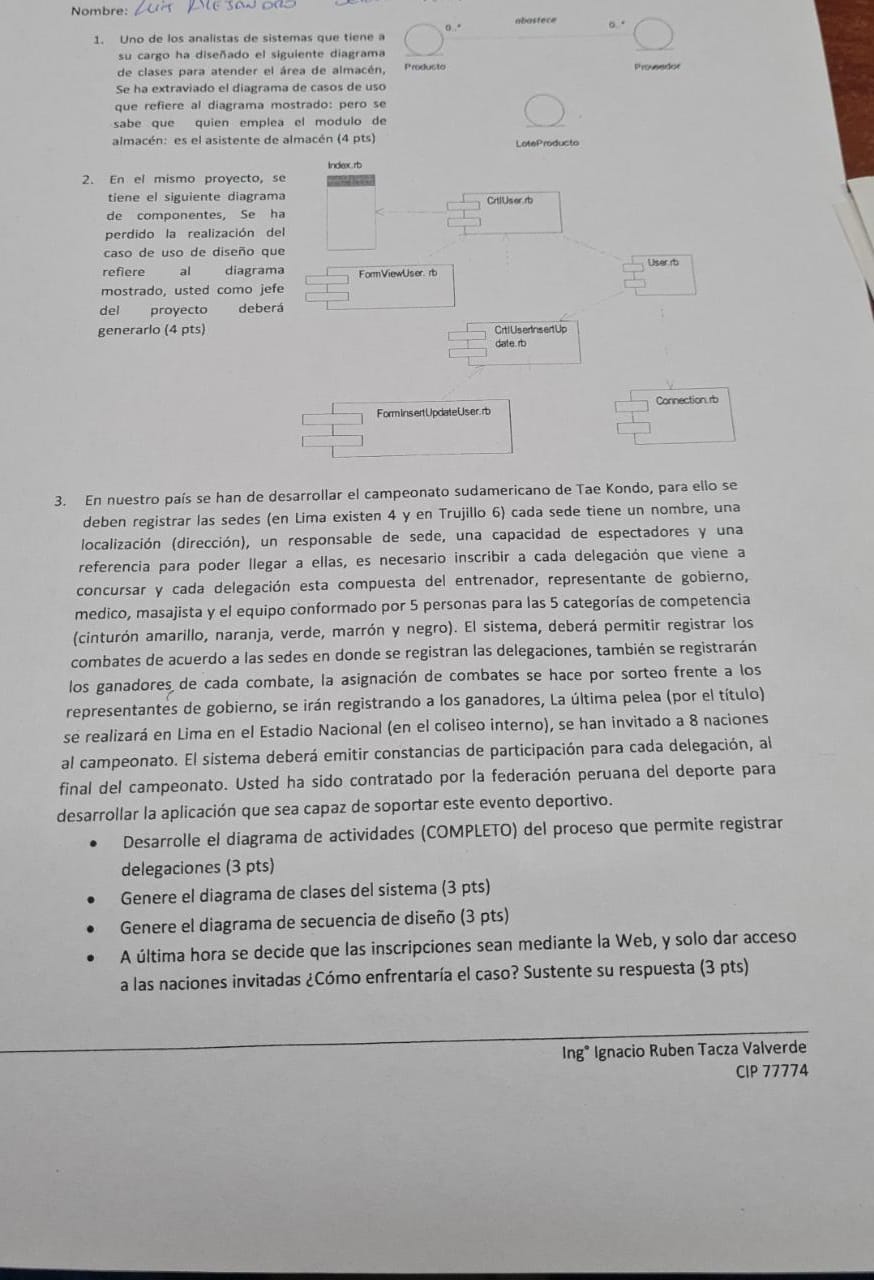 Nombre: Luis Alejandro
1. Uno de los analistas de sistemas que tiene a
su cargo ha diseñado el siguiente diagrama
de clases para atender el área de almacén,
Se ha extraviado el diagrama de casos de uso
que refiere al diagrama mostrado: pero se
sabe que quien emplea el modulo de
almacén: es el asistente de almacén (4 pts)
0..* abastece 0..*
Producto Proveedor
LoteProducto
2. En el mismo proyecto, se
tiene el siguiente diagrama
de componentes, Se ha
perdido la realización del
caso de uso de diseño que
refiere al diagrama
mostrado, usted como jefe
del proyecto deberá
generarlo (4 pts)
Index.rb
CrtlUser.rb
User.rb
FormViewUser. rb
CrtlUserInsertUp
date.rb
Connection.rb
FormInsertUpdateUser.rb
3. En nuestro país se han de desarrollar el campeonato sudamericano de Tae Kondo, para ello se
deben registrar las sedes (en Lima existen 4 y en Trujillo 6) cada sede tiene un nombre, una
localización (dirección), un responsable de sede, una capacidad de espectadores y una
referencia para poder llegar a ellas, es necesario inscribir a cada delegación que viene a
concursar y cada delegación esta compuesta del entrenador, representante de gobierno,
medico, masajista y el equipo conformado por 5 personas para las 5 categorías de competencia
(cinturón amarillo, naranja, verde, marrón y negro). El sistema, deberá permitir registrar los
combates de acuerdo a las sedes en donde se registran las delegaciones, también se registrarán
los ganadores de cada combate, la asignación de combates se hace por sorteo frente a los
representantes de gobierno, se irán registrando a los ganadores, La última pelea (por el título)
se realizará en Lima en el Estadio Nacional (en el coliseo interno), se han invitado a 8 naciones
al campeonato. El sistema deberá emitir constancias de participación para cada delegación, al
final del campeonato. Usted ha sido contratado por la federación peruana del deporte para
desarrollar la aplicación que sea capaz de soportar este evento deportivo.
• Desarrolle el diagrama de actividades (COMPLETO) del proceso que permite registrar
delegaciones (3 pts)
• Genere el diagrama de clases del sistema (3 pts)
• Genere el diagrama de secuencia de diseño (3 pts)
• A última hora se decide que las inscripciones sean mediante la Web, y solo dar acceso
a las naciones invitadas ¿Cómo enfrentaría el caso? Sustente su respuesta (3 pts)
Ing° Ignacio Ruben Tacza Valverde
CIP 77774